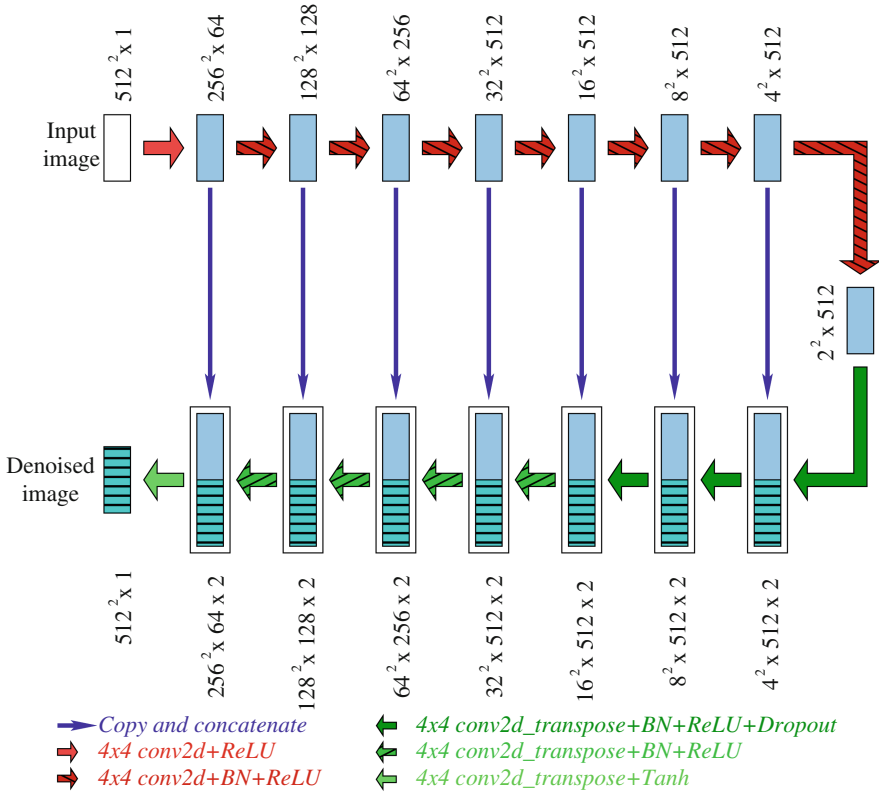 512² x 1
256² x 64
128² x 128
64² x 256
32² x 512
16² x 512
8² x 512
4² x 512
Input
image
2² x 512
Denoised
image
512² x 1
256² x 64 x 2
128² x 128 x 2
64² x 256 x 2
32² x 512 x 2
16² x 512 x 2
8² x 512 x 2
4² x 512 x 2
Copy and concatenate
4x4 conv2d+ReLU
4x4 conv2d+BN+ReLU
4x4 conv2d_transpose+BN+ReLU+Dropout
4x4 conv2d_transpose+BN+ReLU
4x4 conv2d_transpose+Tanh